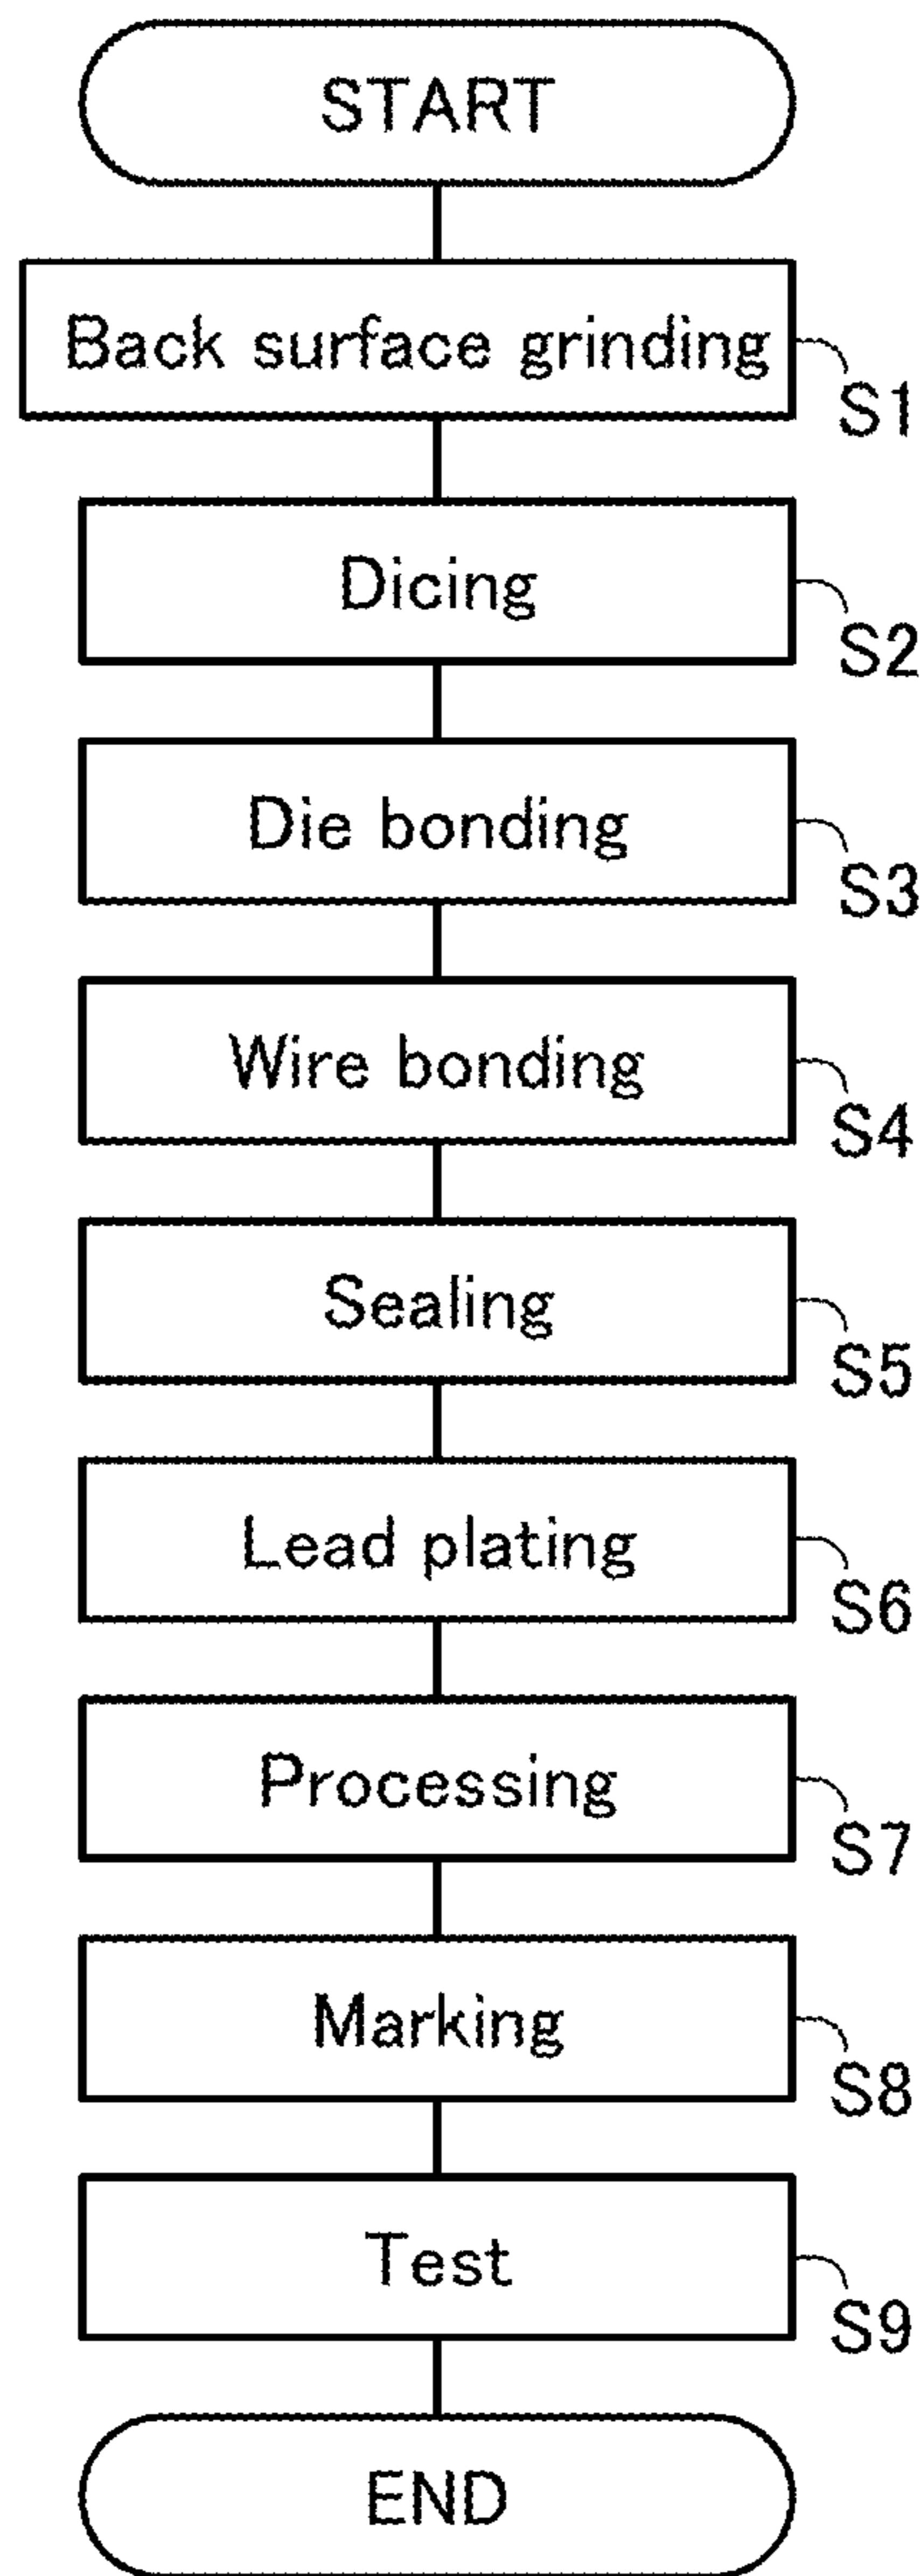 START
Back surface grinding
S1
Dicing
S2
Die bonding
S3
Wire bonding
S4
Sealing
S5
Lead plating
S6
Processing
S7
Marking
S8
Test
S9
END